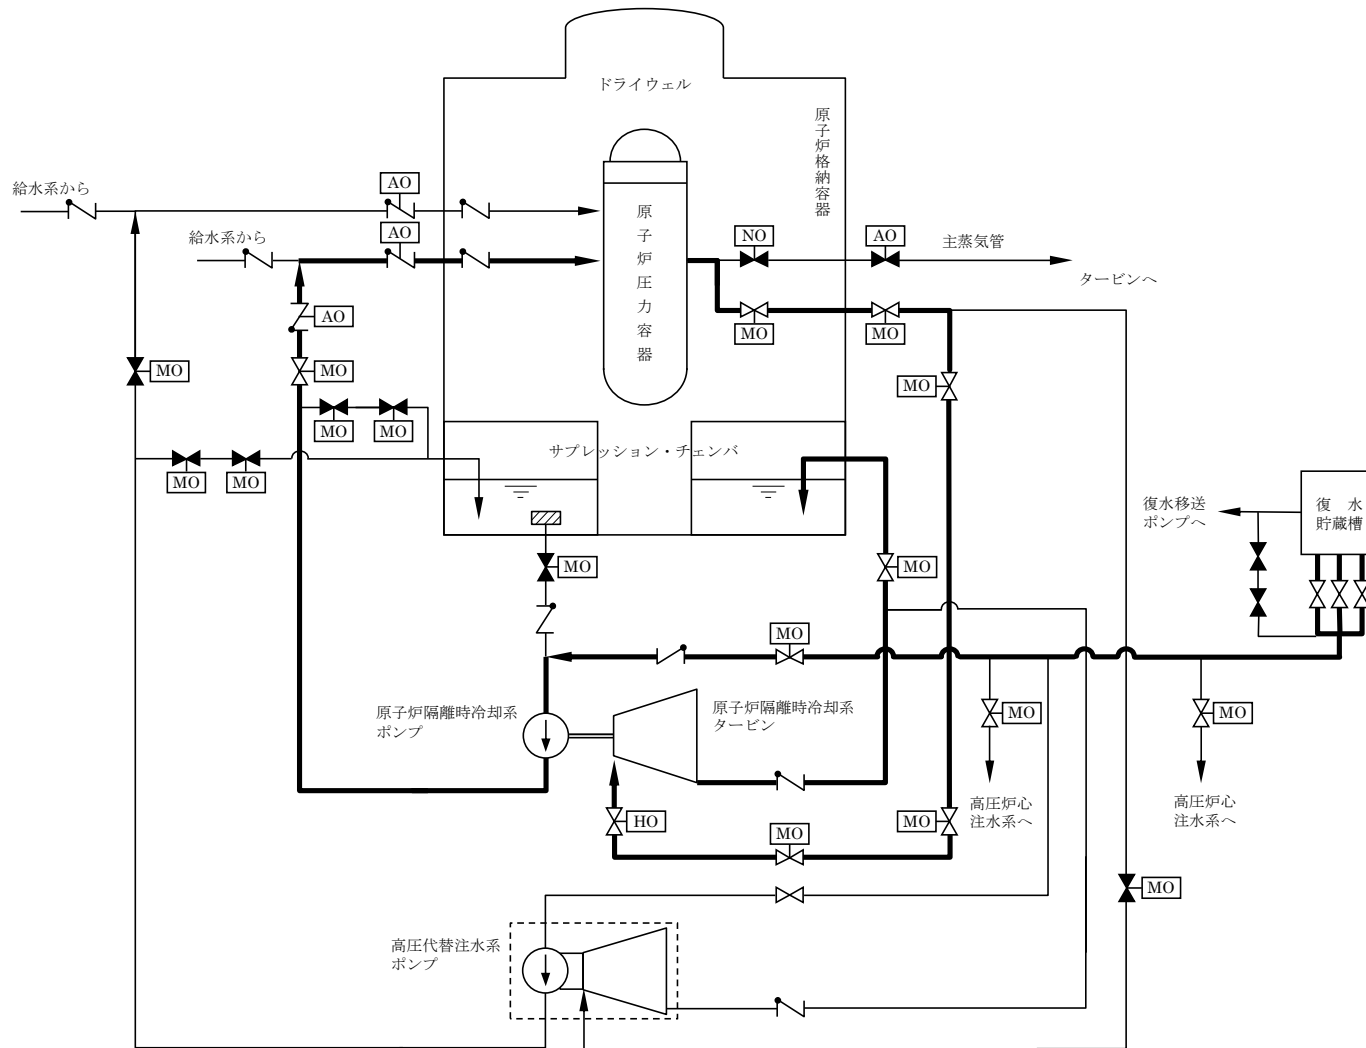 ドライウェル
原子炉格納容器
給水系から
AO
原子炉圧力容器
給水系から
AO
NO
AO
主蒸気管
タービンへ
AO
MO
MO
MO
MO
MO
MO
MO
サプレッション・チェンバ
MO
MO
復水移送
ポンプへ
復 水
貯蔵槽
MO
MO
MO
原子炉隔離時冷却系
ポンプ
原子炉隔離時冷却系
タービン
MO
MO
高圧炉心
注水系へ
高圧炉心
注水系へ
HO
MO
MO
MO
高圧代替注水系
ポンプ